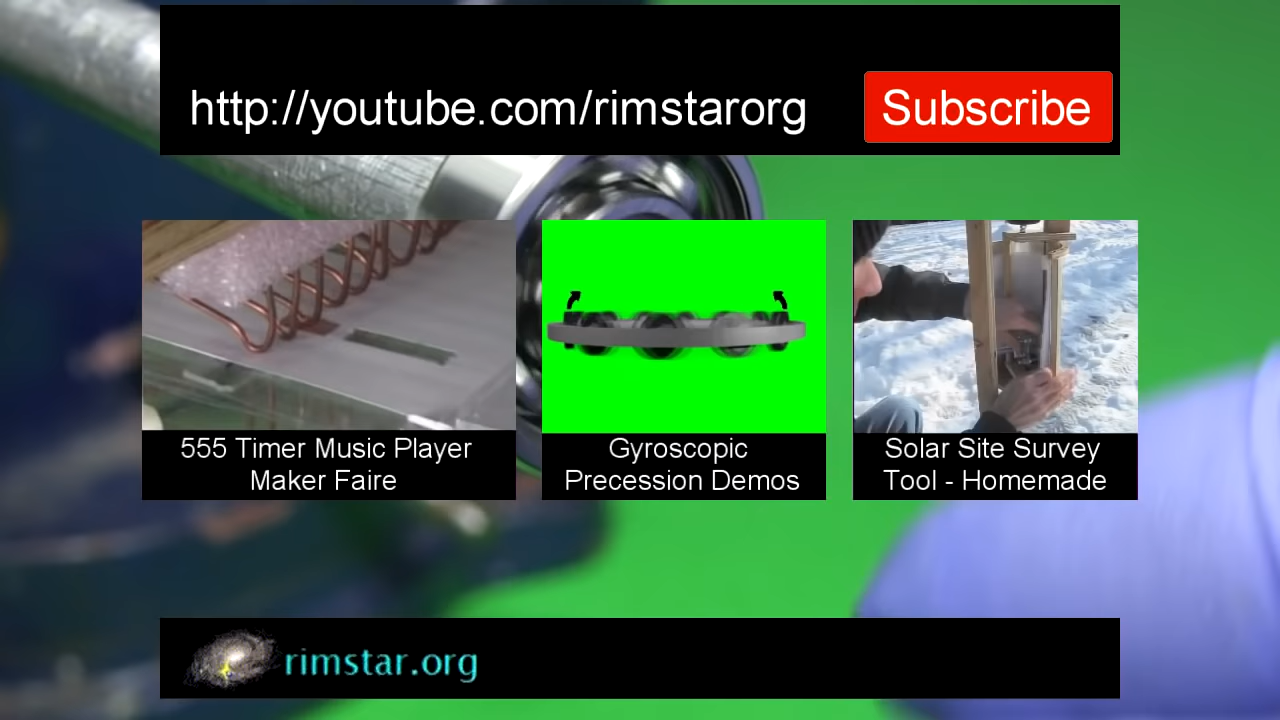 http://youtube.com/rimstarorg
Subscribe
555 Timer Music Player
Maker Faire
Gyroscopic
Precession Demos
Solar Site Survey
Tool - Homemade
rimstar.org